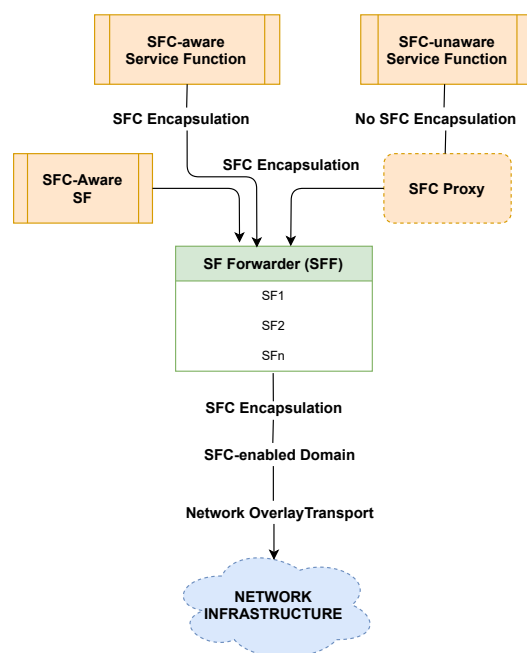 SFC-aware
Service Function
SFC-unaware
Service Function
SFC Encapsulation
No SFC Encapsulation
SFC Encapsulation
SFC-Aware
SF
SFC Proxy
SF Forwarder (SFF)
SF1
SF2
SFn
SFC Encapsulation
SFC-enabled Domain
Network OverlayTransport
NETWORK
INFRASTRUCTURE